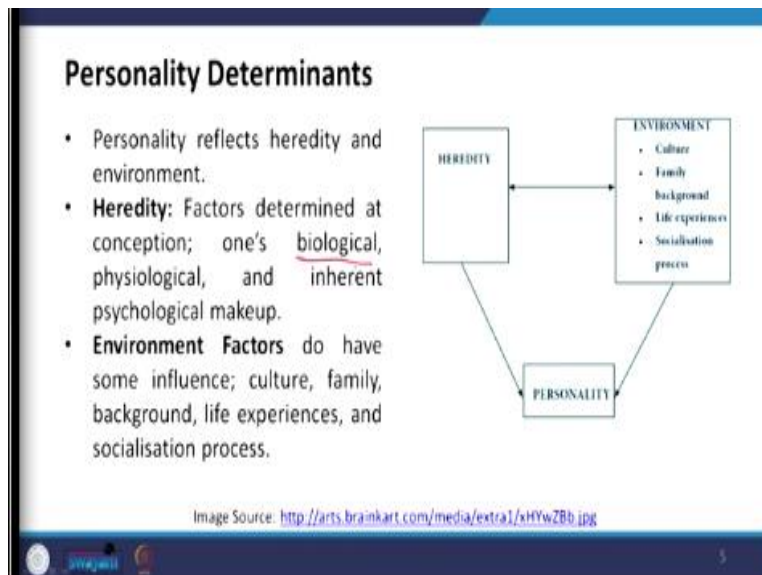 Personality Determinants
• Personality reflects heredity and
environment.
• Heredity: Factors determined at
conception; one's biological,
physiological, and inherent
psychological makeup.
• Environment Factors do have
some influence; culture, family,
background, life experiences, and
socialisation process.
HEREDITY
ENVIRONMENT
• Culture
• Family
background
• Life experiences
• Socialisation
process
PERSONALITY
Image Source: http://arts.brainkart.com/media/extra1/xHYwZBb.jpg
swayam
5